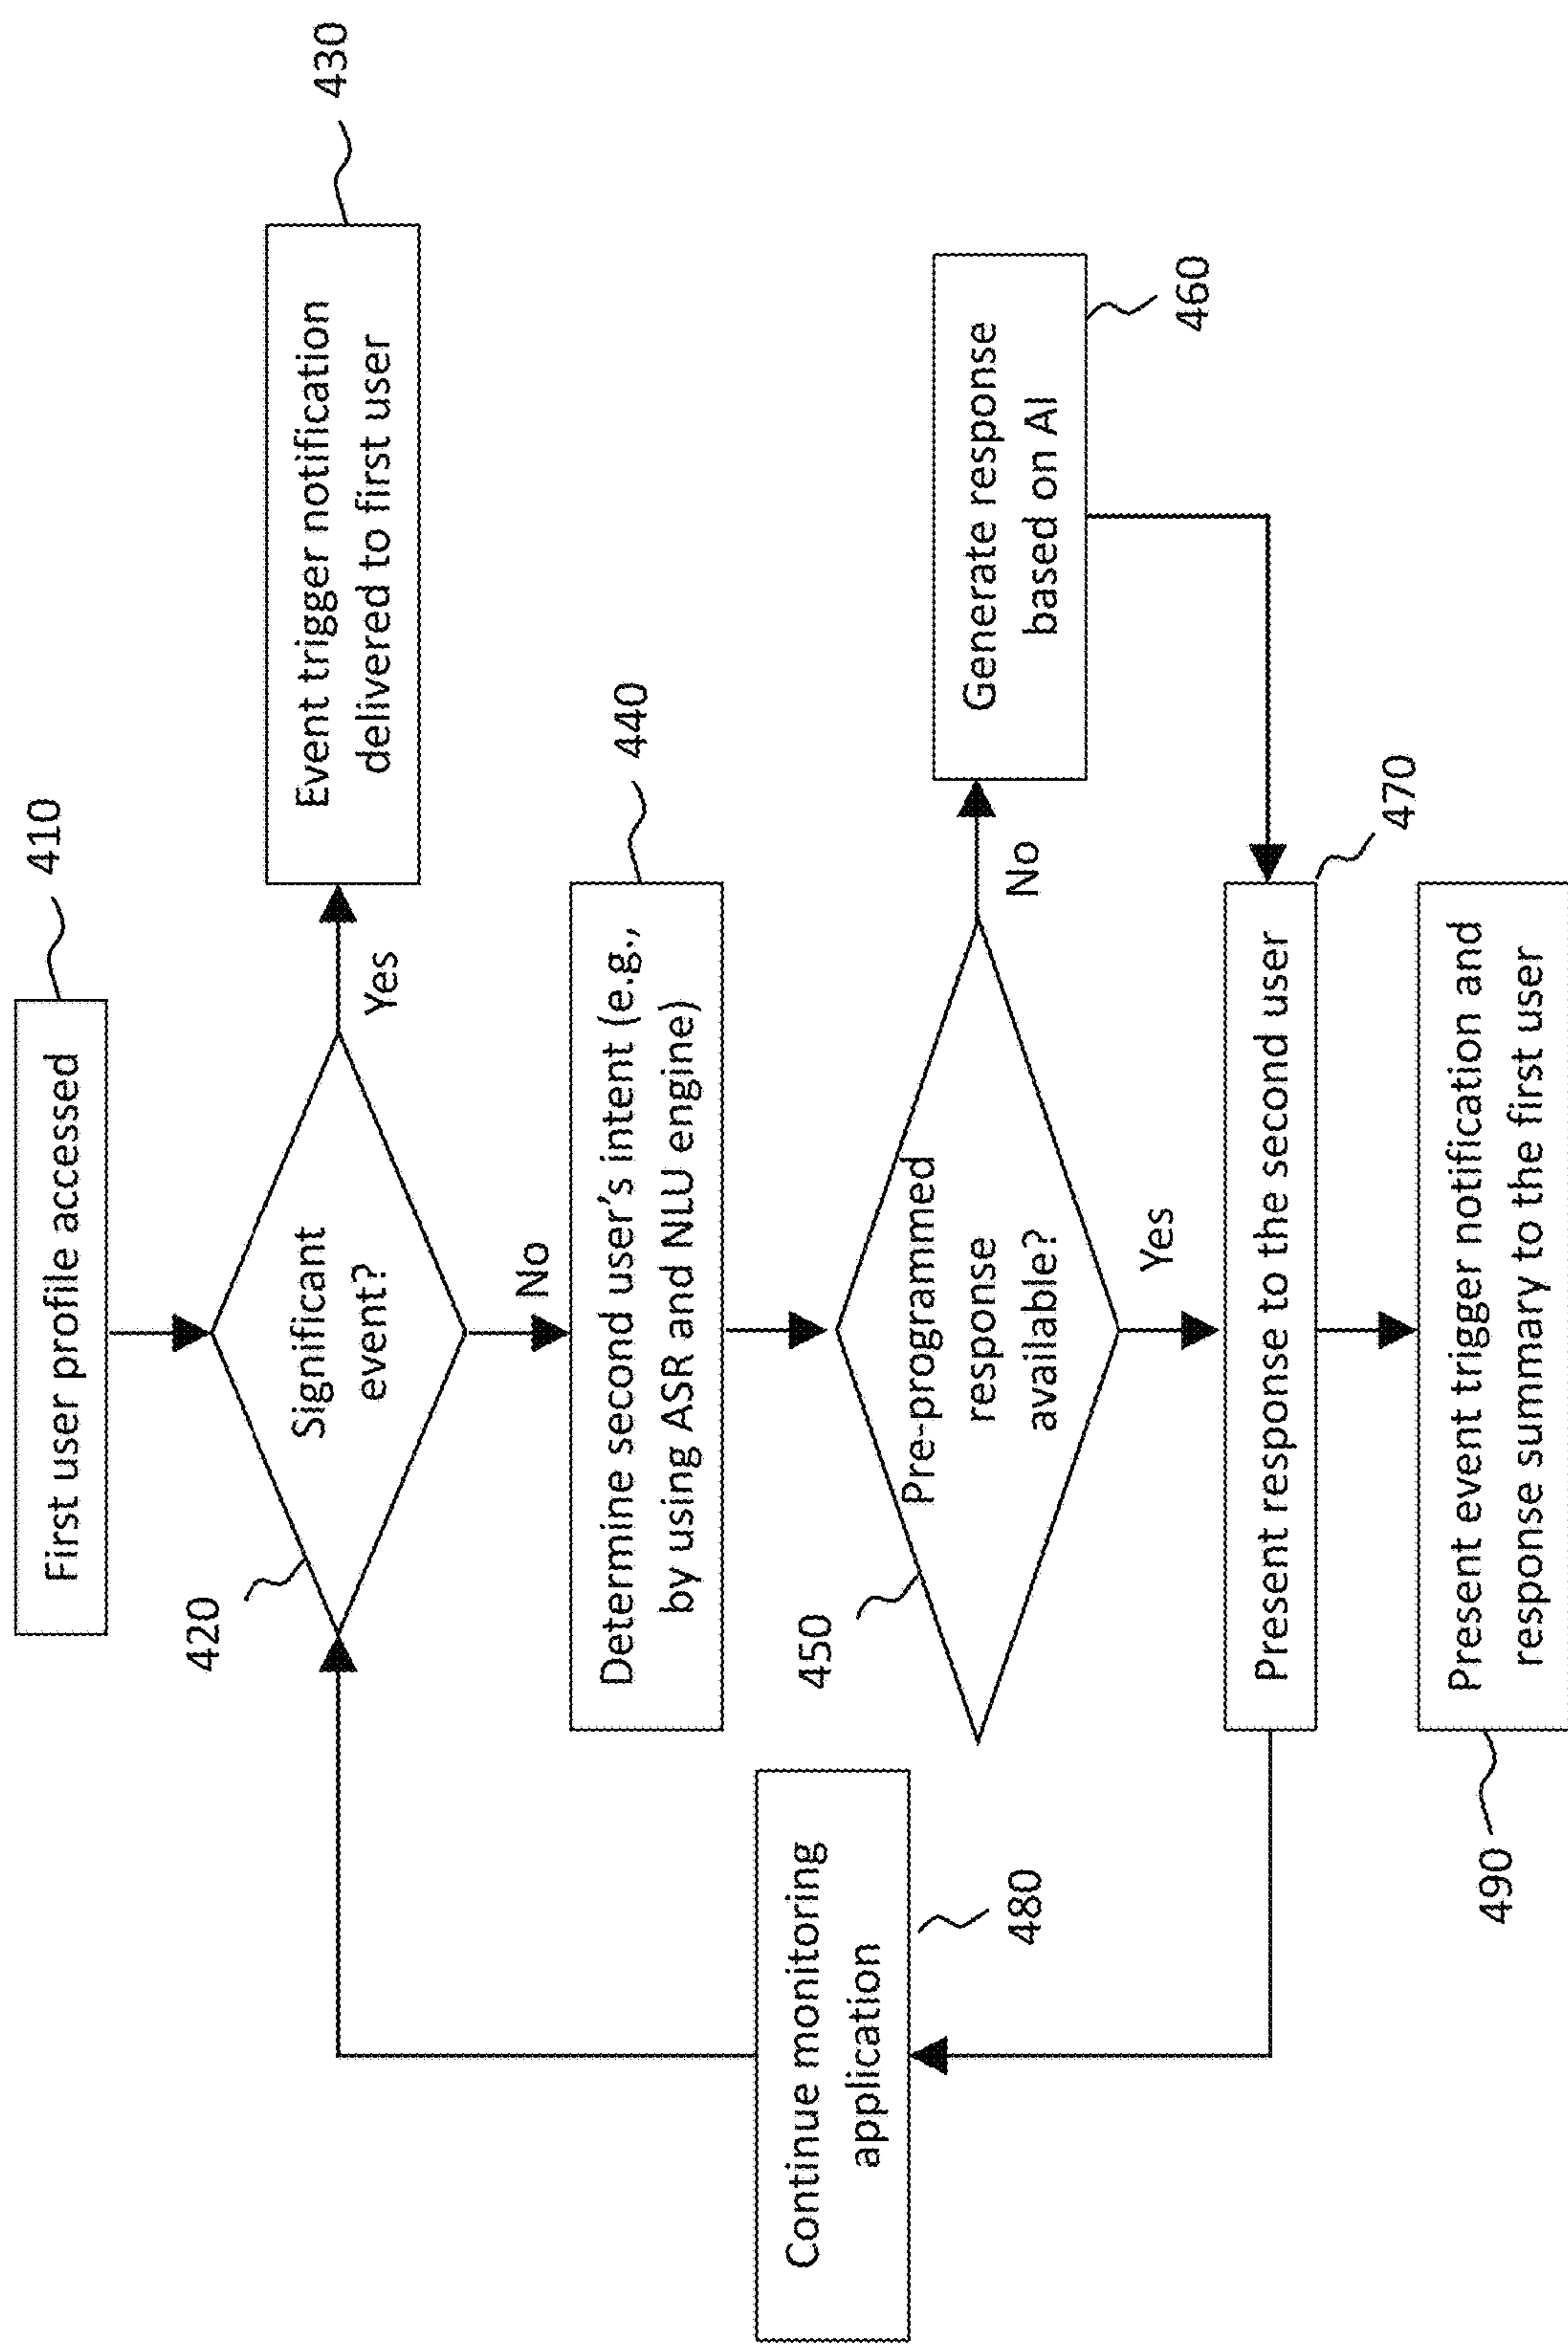 First user profile accessed
410
Significant
event?
420
Yes
Event trigger notification
delivered to first user
430
No
Determine second user's intent (e.g.,
by using ASR and NLU engine)
440
Pre-programmed
response
available?
450
No
Generate response
based on AI
460
Yes
Present response to the second user
470
Continue monitoring
application
480
Present event trigger notification and
response summary to the first user
490